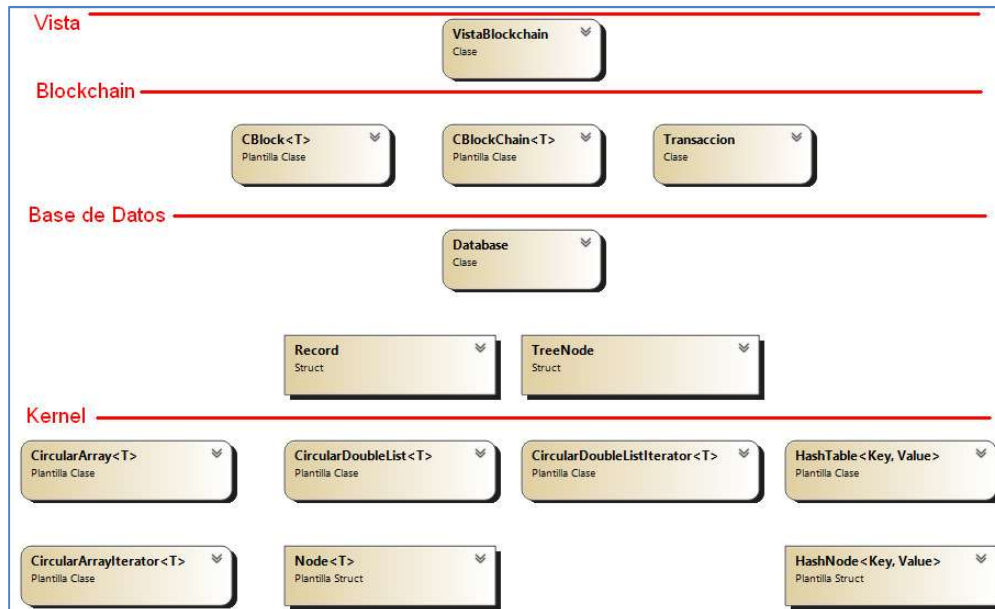 Vista
VistaBlockchain
Clase
Blockchain
CBlock<T>
Plantilla Clase
CBlockChain<T>
Plantilla Clase
Transaccion
Clase
Base de Datos
Database
Clase
Record
Struct
TreeNode
Struct
Kernel
CircularArray<T>
Plantilla Clase
CircularDoubleList<T>
Plantilla Clase
CircularDoubleListIterator<T>
Plantilla Clase
HashTable<Key, Value>
Plantilla Clase
CircularArrayIterator<T>
Plantilla Clase
Node<T>
Plantilla Struct
HashNode<Key, Value>
Plantilla Struct